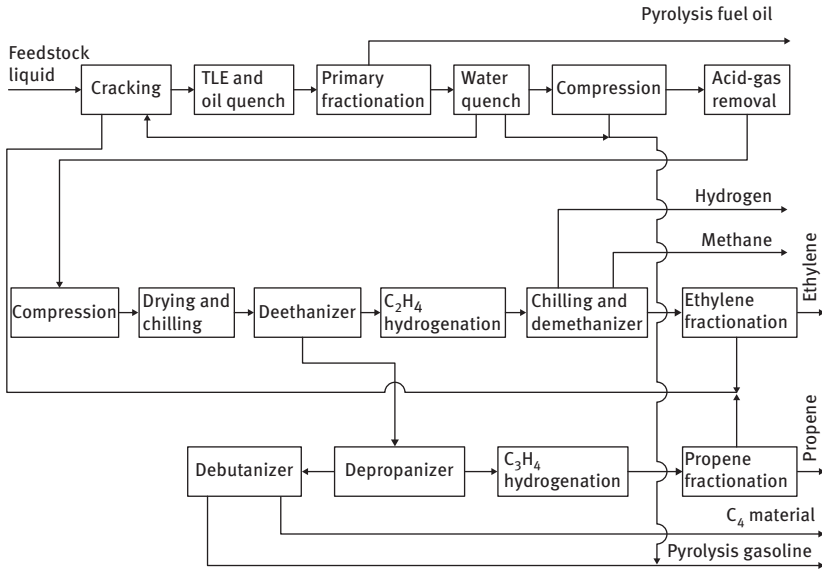 Pyrolysis fuel oil
Feedstock
liquid
Cracking
TLE and
oil quench
Primary
fractionation
Water
quench
Compression
Acid-gas
removal
Hydrogen
Methane
Ethylene
Compression
Drying and
chilling
Deethanizer
C₂H₄
hydrogenation
Chilling and
demethanizer
Ethylene
fractionation
Propene
Debutanizer
Depropanizer
C₃H₄
hydrogenation
Propene
fractionation
C₄ material
Pyrolysis gasoline